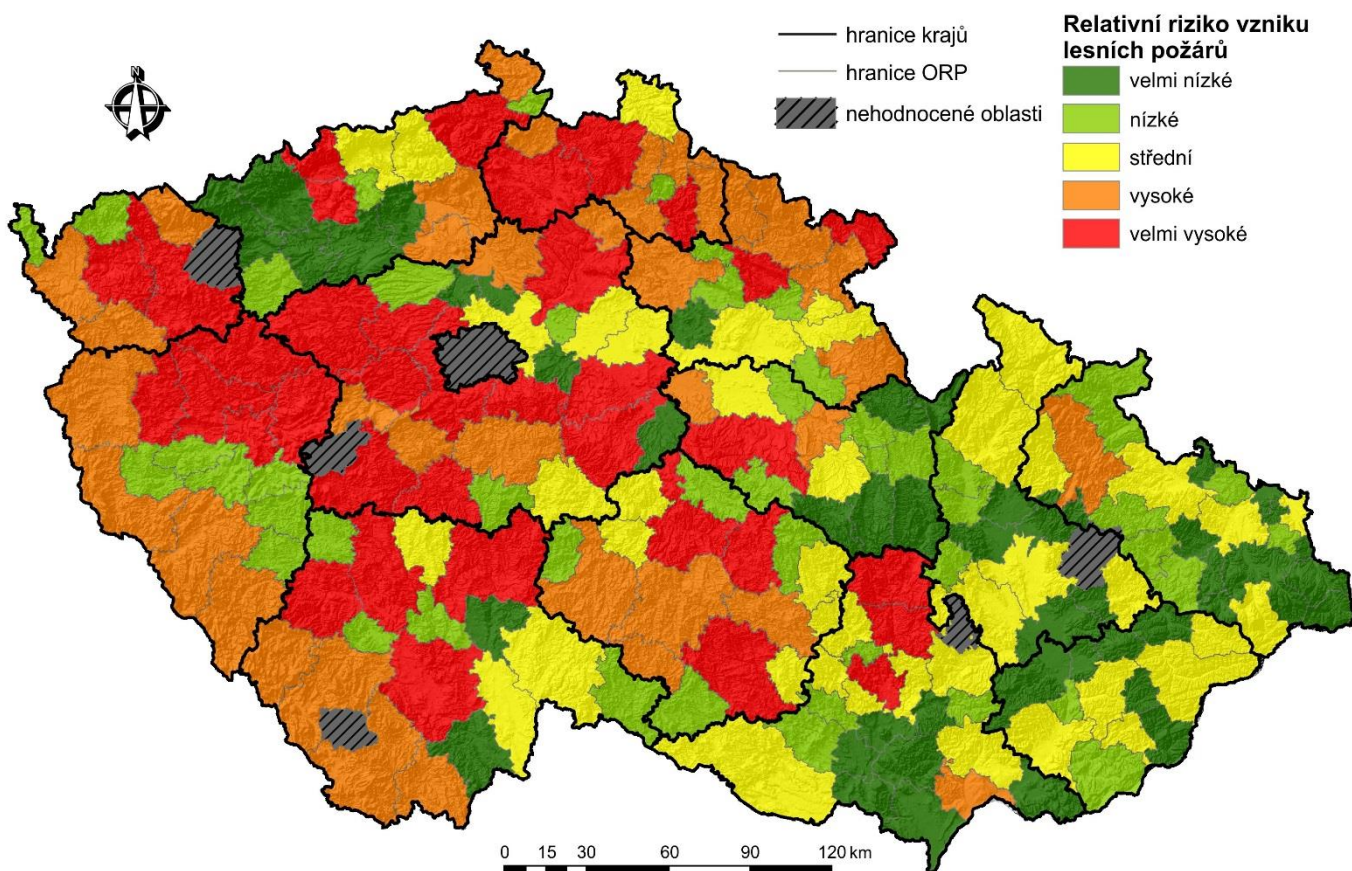 hranice krajů
hranice ORP
nehodnocené oblasti
Relativní riziko vzniku
lesních požárů
velmi nízké
nízké
střední
vysoké
velmi vysoké
N
0 15 30 60 90 120 km